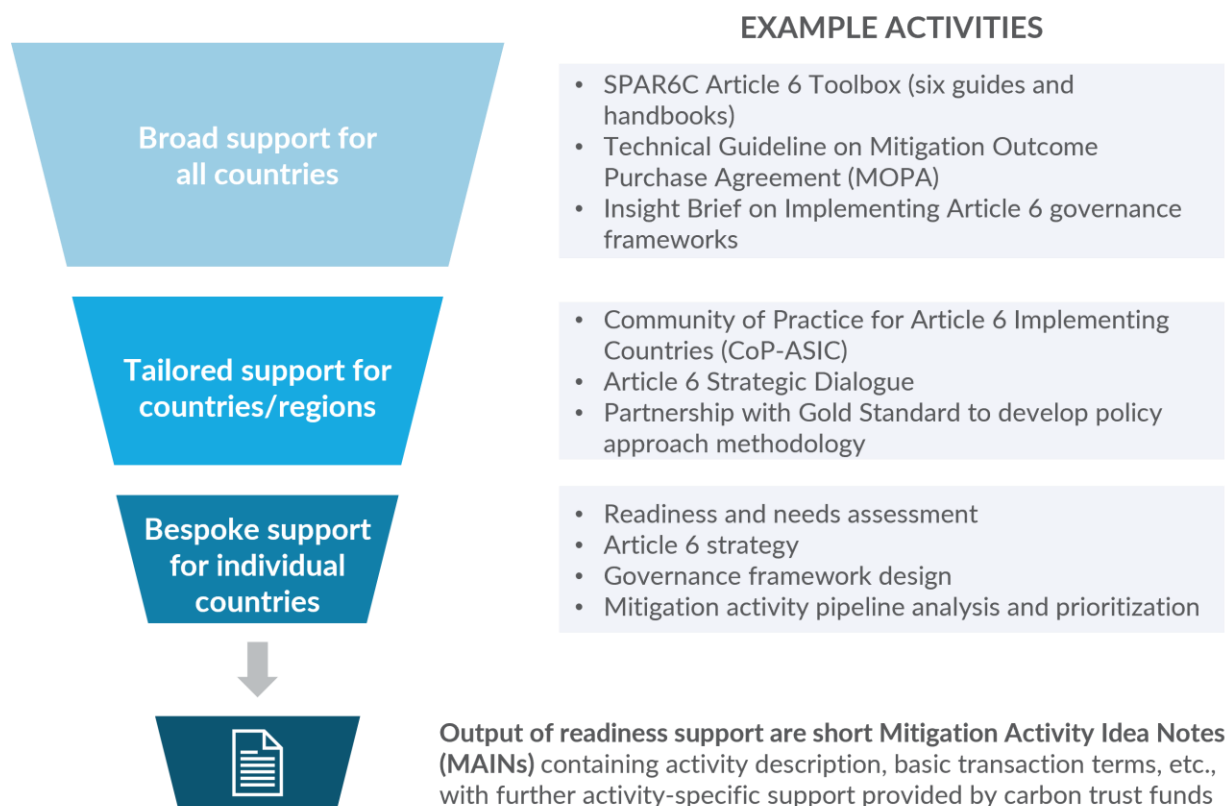 EXAMPLE ACTIVITIES
Broad support for
all countries
• SPAR6C Article 6 Toolbox (six guides and
handbooks)
• Technical Guideline on Mitigation Outcome
Purchase Agreement (MOPA)
• Insight Brief on Implementing Article 6 governance
frameworks
Tailored support for
countries/regions
• Community of Practice for Article 6 Implementing
Countries (CoP-ASIC)
• Article 6 Strategic Dialogue
• Partnership with Gold Standard to develop policy
approach methodology
Bespoke support
for individual
countries
• Readiness and needs assessment
• Article 6 strategy
• Governance framework design
• Mitigation activity pipeline analysis and prioritization
Output of readiness support are short Mitigation Activity Idea Notes
(MAINs) containing activity description, basic transaction terms, etc.,
with further activity-specific support provided by carbon trust funds